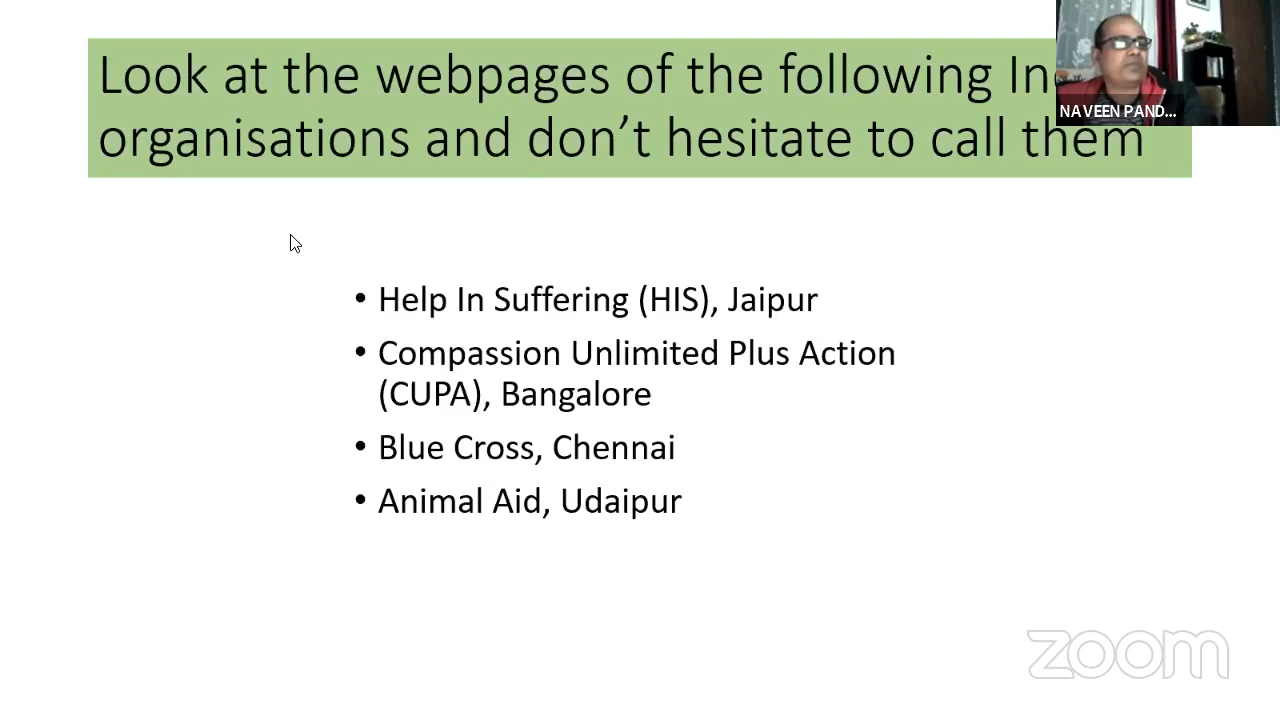 Look at the webpages of the following In
organisations and don’t hesitate to call them
NAVEEN PAND...
• Help In Suffering (HIS), Jaipur
• Compassion Unlimited Plus Action
(CUPA), Bangalore
• Blue Cross, Chennai
• Animal Aid, Udaipur
zoom